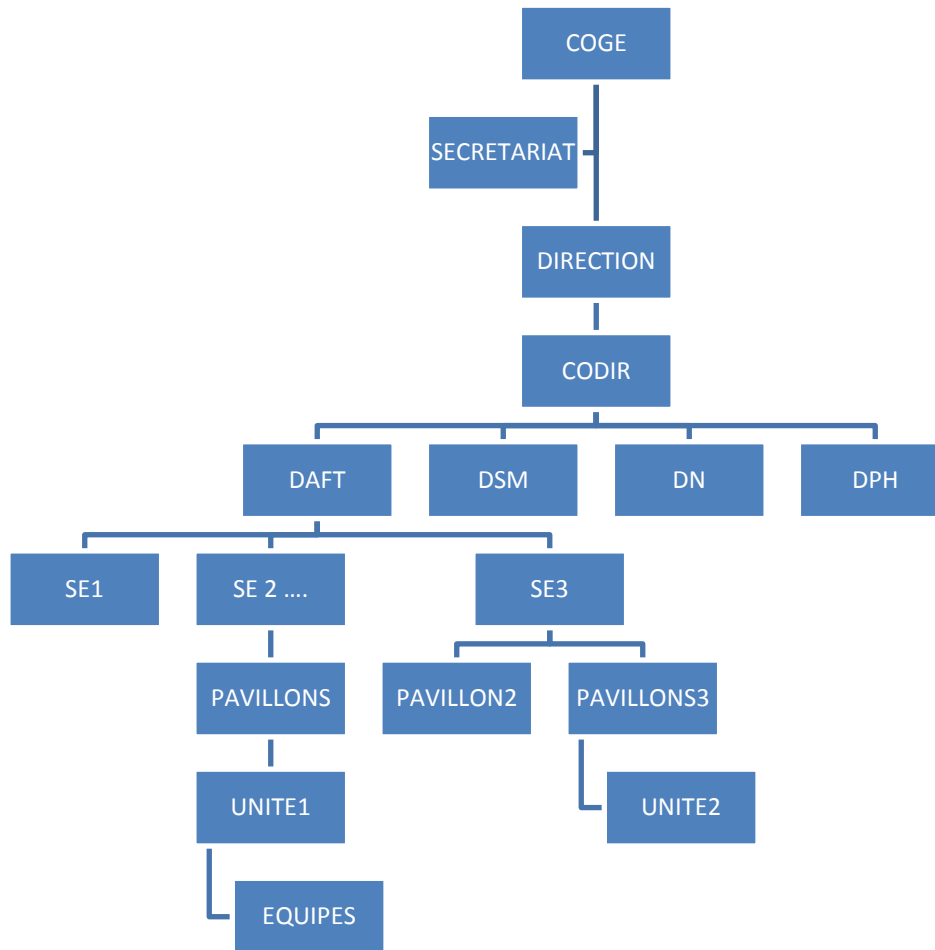 COGE
SECRETARIAT
DIRECTION
CODIR
DAFT
DSM
DN
DPH
SE1
SE 2 ....
SE3
PAVILLONS
PAVILLON2
PAVILLONS3
UNITE1
UNITE2
EQUIPES